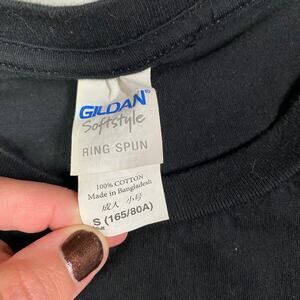 GILDAN®
Softstyle
RING SPUN
100% COTTON
Made in Bangladesh
成人 小号
S (165/80A)